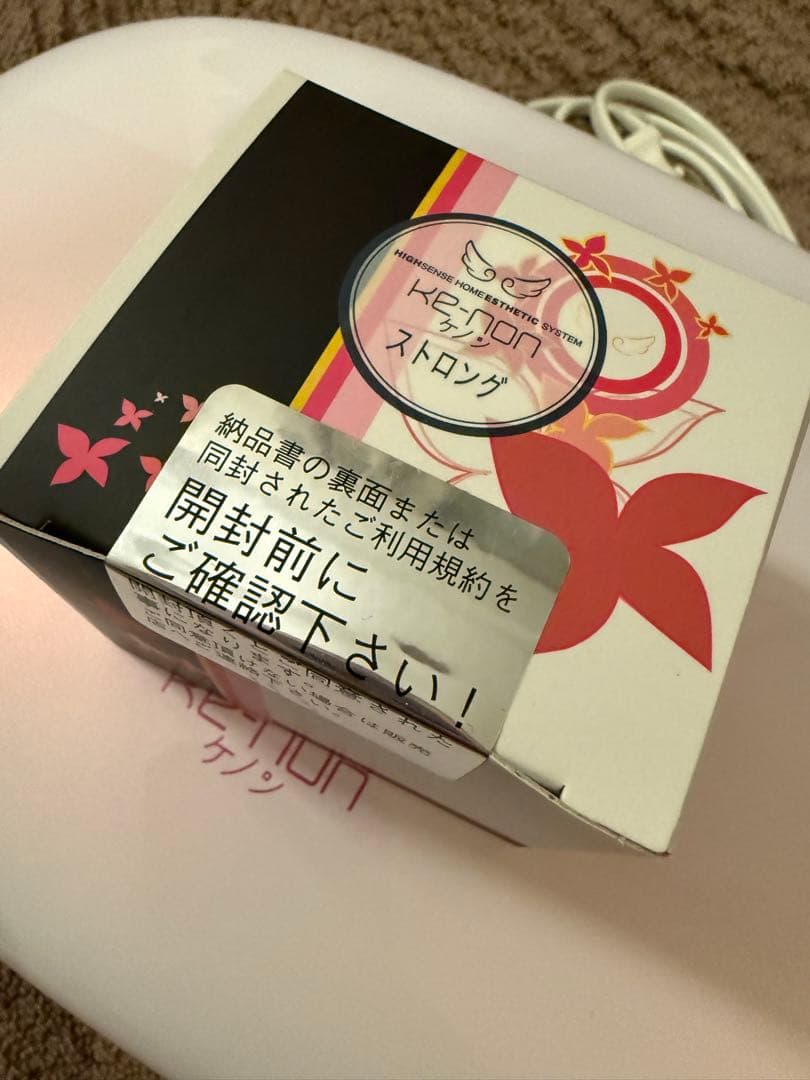 HIGHSENSE HOMEESTHETIC SYSTEM
Ke-non
ケノン
ストロング
納品書の裏面または
同封されたご利用規約を
開封前に
ご確認下さい！
Ke-non
ケノン